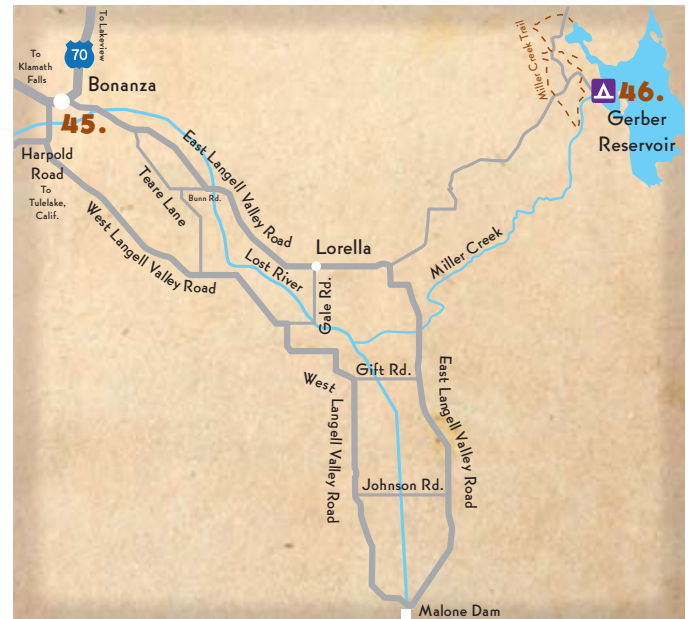 To Lakeview
To
Klamath
Falls
70
Bonanza
45.
Harpold
Road
To
Tulelake,
Calif.
East Langell Valley Road
Teare Lane
Bunn Rd.
West Langell Valley Road
Lost River
Lorella
Gale Rd.
Miller Creek Trail
46.
Gerber
Reservoir
Miller Creek
Gift Rd.
West Langell Valley Road
East Langell Valley Road
Johnson Rd.
Malone Dam